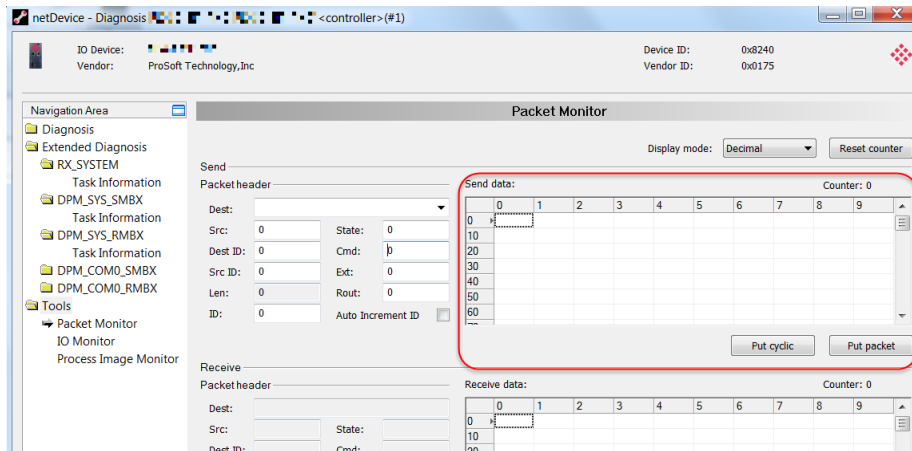 netDevice - Diagnosis <controller>(#1)
IO Device:
Device ID: 0x8240
Vendor: ProSoft Technology,Inc
Vendor ID: 0x0175
Navigation Area
Packet Monitor
Diagnosis
Extended Diagnosis
RX_SYSTEM
Task Information
DPM_SYS_SMBX
Task Information
DPM_SYS_RMBX
Task Information
DPM_COM0_SMBX
DPM_COM0_RMBX
Tools
Packet Monitor
IO Monitor
Process Image Monitor
Display mode: Decimal Reset counter
Send
Packet header
Dest:
Src: 0 State: 0
Dest ID: 0 Cmd: 0
Src ID: 0 Ext: 0
Len: 0 Rout: 0
ID: 0 Auto Increment ID
Send data: Counter: 0
0 1 2 3 4 5 6 7 8 9
0
10
20
30
40
50
60
Put cyclic Put packet
Receive
Packet header
Dest:
Src: State:
Dest ID: Cmd:
Receive data: Counter: 0
0 1 2 3 4 5 6 7 8 9
0
10
20